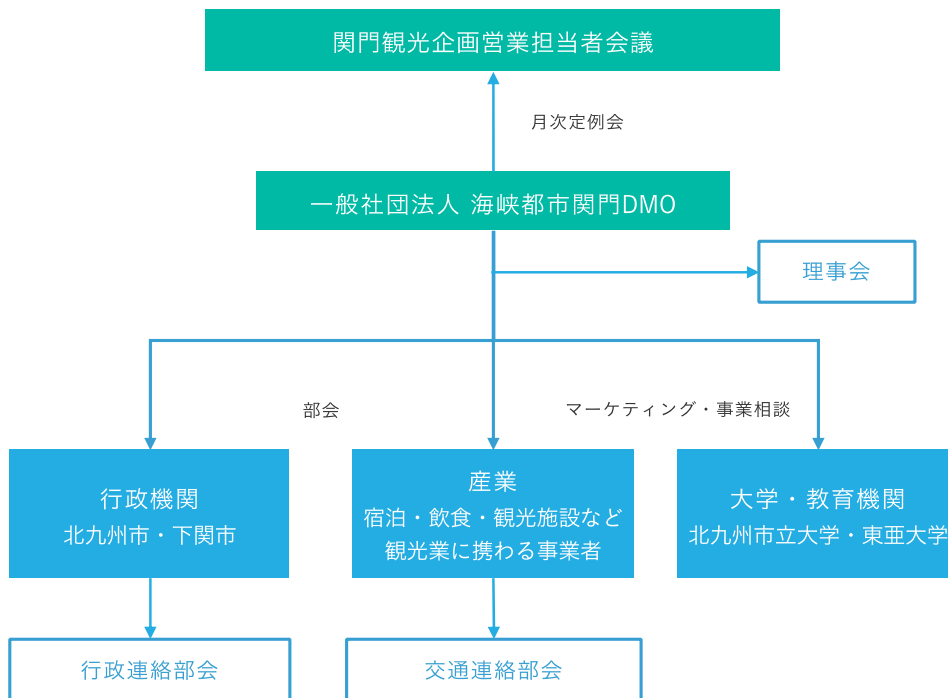 関門観光企画営業担当者会議
月次定例会
一般社団法人 海峡都市関門DMO
理事会
部会
マーケティング・事業相談
行政機関
北九州市・下関市
産業
宿泊・飲食・観光施設など
観光業に携わる事業者
大学・教育機関
北九州市立大学・東亜大学
行政連絡部会
交通連絡部会